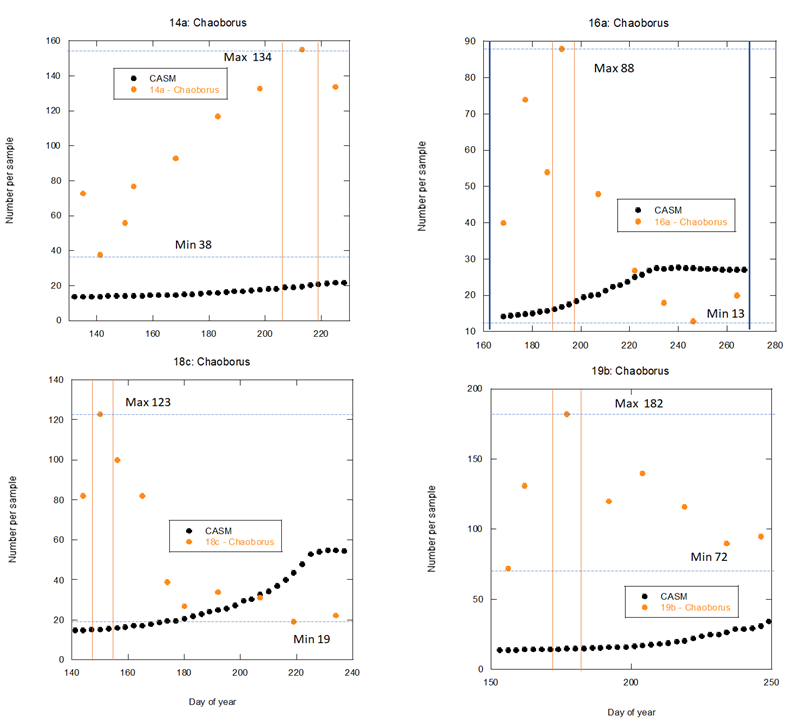 14a: Chaoborus
Number per sample
160
140
120
100
80
60
40
20
0
Max 134
CASM
14a - Chaoborus
Min 38
140
160
180
200
220
16a: Chaoborus
Number per sample
90
80
70
60
50
40
30
20
10
Max 88
CASM
16a - Chaoborus
Min 13
160
180
200
220
240
260
280
18c: Chaoborus
Number per sample
140
120
100
80
60
40
20
0
Max 123
CASM
18c - Chaoborus
Min 19
140
160
180
200
220
240
Day of year
19b: Chaoborus
Number per sample
200
150
100
50
0
Max 182
Min 72
CASM
19b - Chaoborus
150
200
250
Day of year